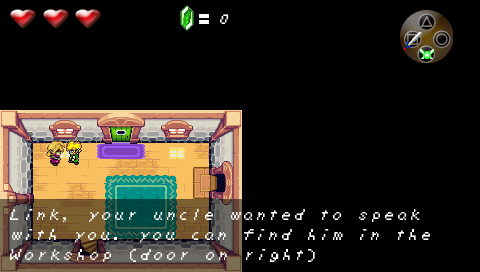 = 0
Link, your uncle wanted to speak
with you. you can find him in the
Workshop (door on right)